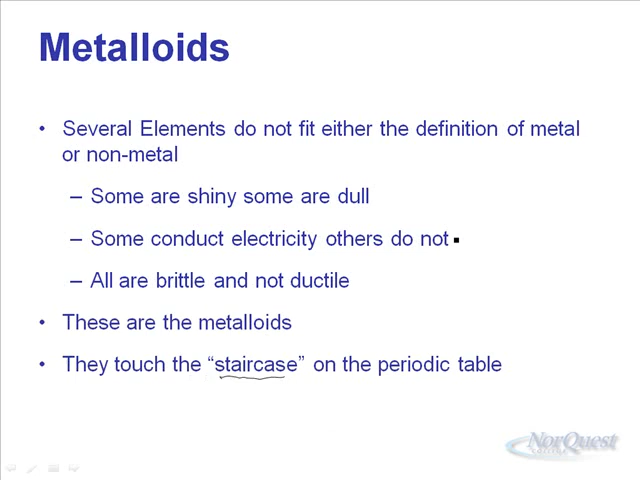 Metalloids
• Several Elements do not fit either the definition of metal
or non-metal
– Some are shiny some are dull
– Some conduct electricity others do not
– All are brittle and not ductile
• These are the metalloids
• They touch the “staircase” on the periodic table
NorQuest
COLLEGE